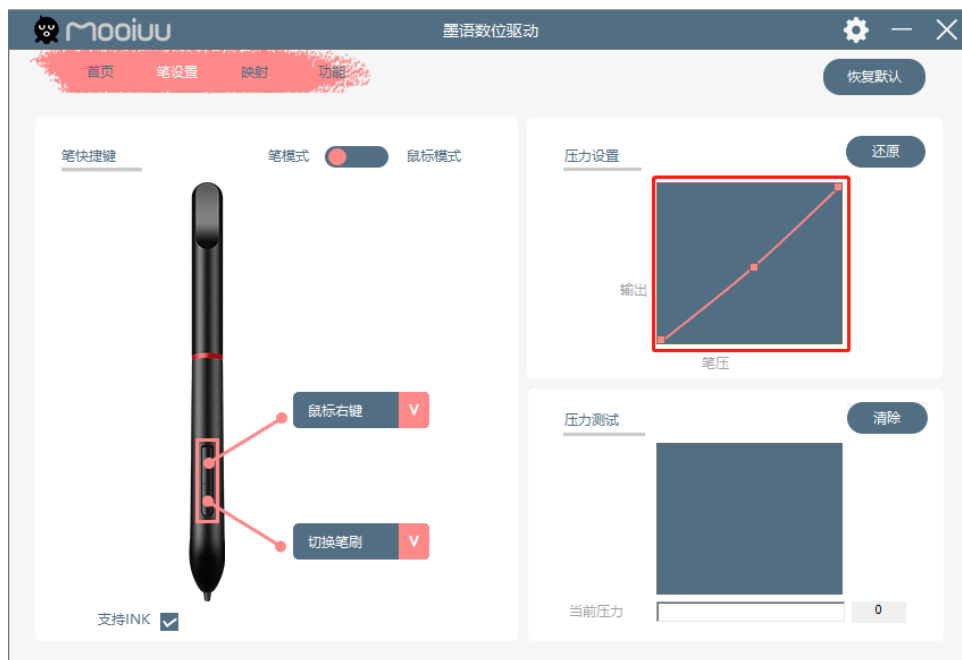 mooiuu 墨语数位驱动
首页 笔设置 映射 功能 恢复默认
笔快捷键 笔模式 鼠标模式
鼠标右键 V
切换笔刷 V
支持INK
压力设置 还原
输出
笔压
压力测试 清除
当前压力 0